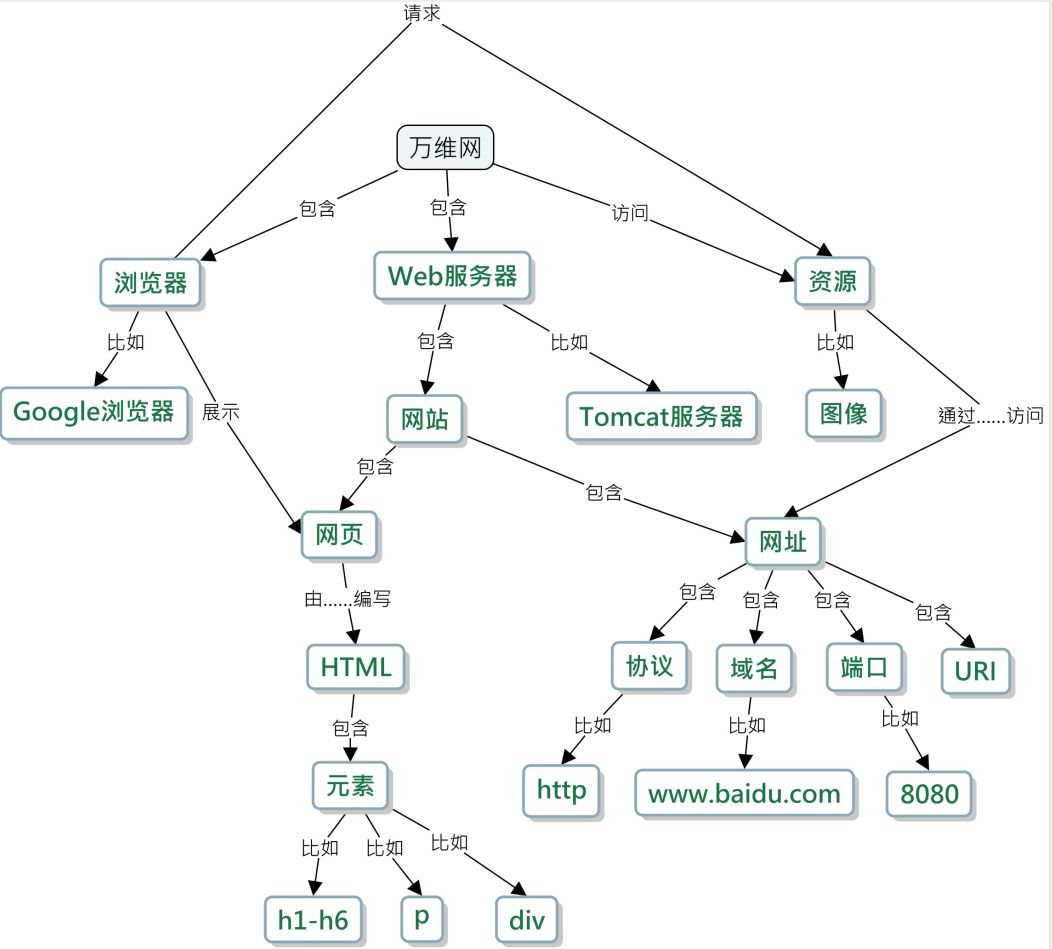 请求
万维网
包含
包含
访问
浏览器
Web服务器
资源
比如
包含
比如
比如
Google浏览器
展示
网站
Tomcat服务器
图像
通过……访问
包含
包含
网页
网址
由……编写
包含
包含
包含
包含
HTML
协议
域名
端口
URI
包含
比如
比如
比如
元素
http
www.baidu.com
8080
比如
比如
比如
h1-h6
p
div